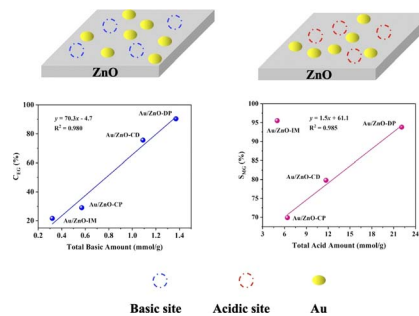 ZnO
ZnO
y = 70.3x - 4.7
R² = 0.980
Au/ZnO-DP
Au/ZnO-CD
Au/ZnO-CP
Au/ZnO-IM
100
80
60
40
20
0.4 0.6 0.8 1.0 1.2 1.4
Total Basic Amount (mmol/g)
Au/ZnO-IM
y = 1.5x + 61.1
R² = 0.985
Au/ZnO-DP
Au/ZnO-CD
Au/ZnO-CP
S_MG (%)
100
95
90
85
80
75
70
3 6 9 12 15 18 21 24
Total Acid Amount (mmol/g)
Basic site Acidic site Au